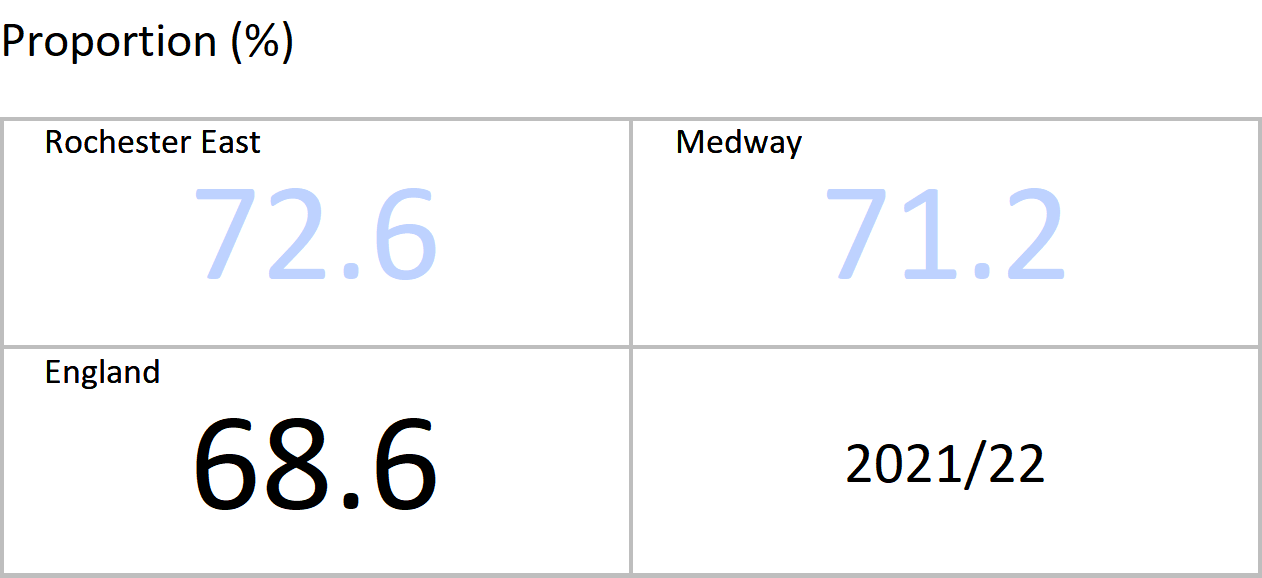 Proportion (%)
Rochester East
72.6
Medway
71.2
England
68.6
2021/22